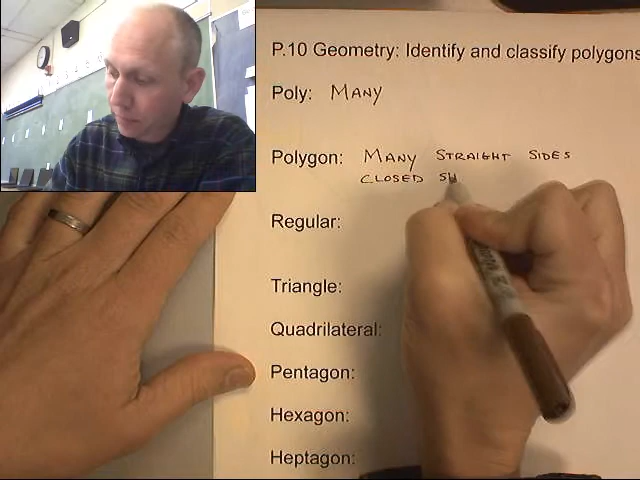 P.10 Geometry: Identify and classify polygons
Poly: MANY
Polygon: MANY STRAIGHT SIDES
CLOSED SH
Regular:
Triangle:
Quadrilateral:
Pentagon:
Hexagon:
Heptagon: